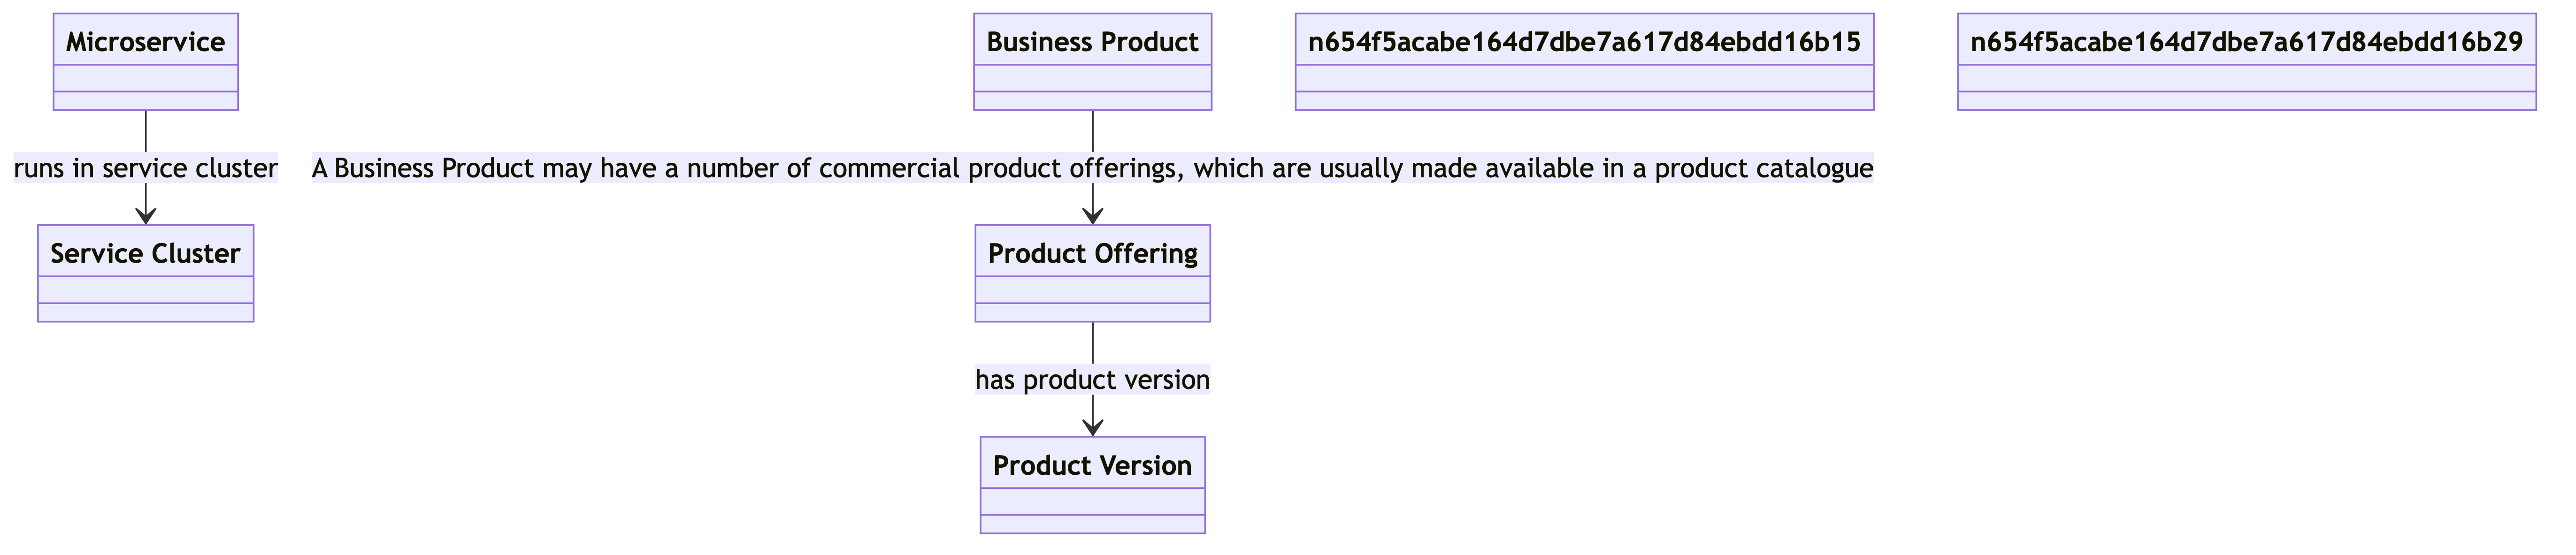 Microservice
Business Product
n654f5acabe164d7dbe7a617d84ebdd16b15
n654f5acabe164d7dbe7a617d84ebdd16b29
runs in service cluster
A Business Product may have a number of commercial product offerings, which are usually made available in a product catalogue
Service Cluster
Product Offering
has product version
Product Version